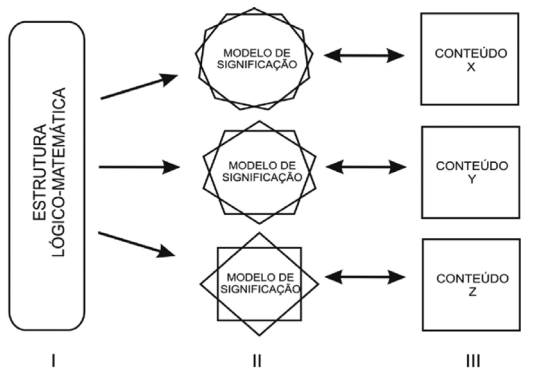 ESTRUTURA
LÓGICO-MATEMÁTICA
MODELO DE
SIGNIFICAÇÃO
CONTEÚDO
X
MODELO DE
SIGNIFICAÇÃO
CONTEÚDO
Y
MODELO DE
SIGNIFICAÇÃO
CONTEÚDO
Z
I
II
III